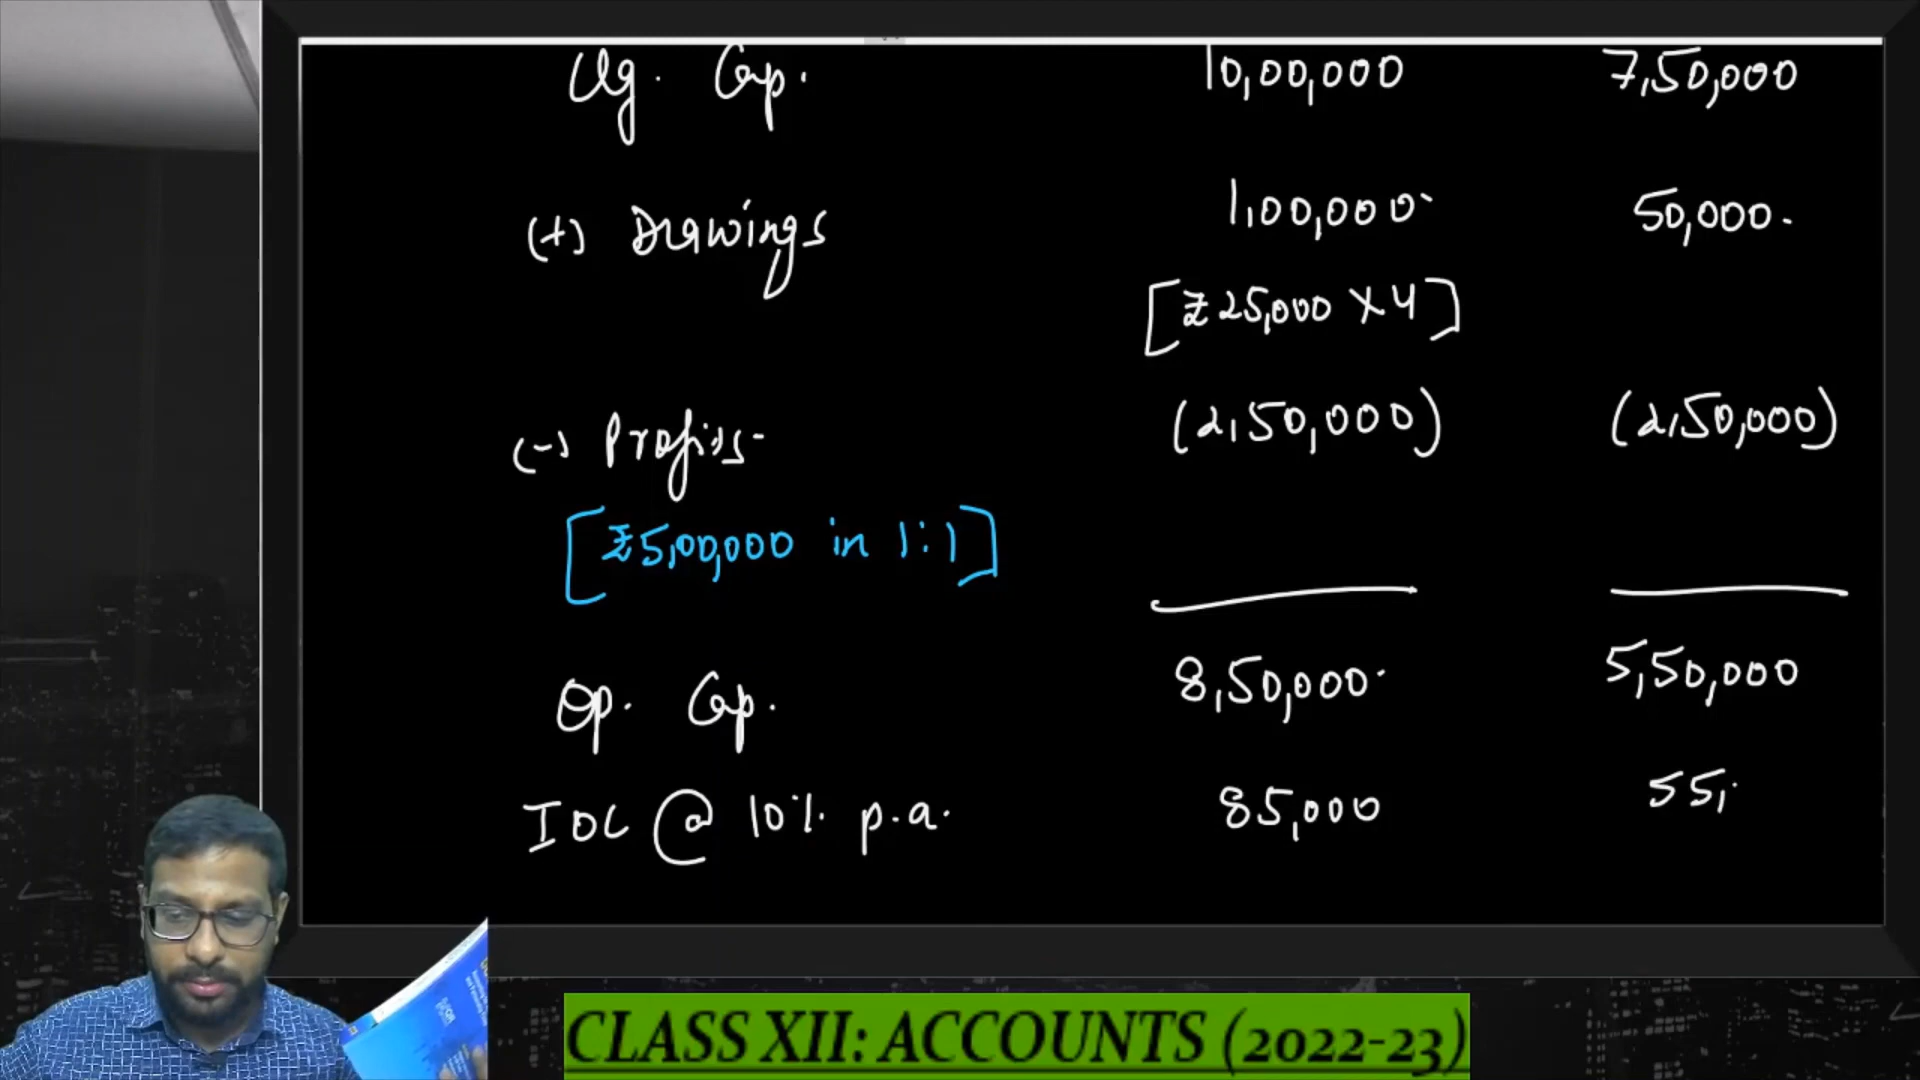 Clg. Cap. 10,00,000 7,50,000
(+) Drawings 1,00,000 50,000
[₹25,000 X 4]
(-) Profits (2,50,000) (2,50,000)
[₹5,00,000 in 1:1]
Op. Cap. 8,50,000 5,50,000
IOC @ 10% p.a. 85,000 55,
CLASS XII: ACCOUNTS (2022-23)